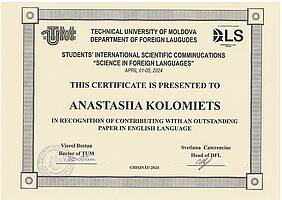 TUM
TECHNICAL UNIVERSITY OF MOLDOVA
DEPARTMENT OF FOREIGN LAUGUDES
DLS
STUDENTS' INTERNATIONAL SCIENTIFIC COMMINUCATIONS
"SCIENCE IN FOREIGN LANGUAGES"
APRIL 01-05, 2024
THIS CERTIFICATE IS PRESENTED TO
ANASTASIIA KOLOMIETS
IN RECOGNITION OF CONTRIBUTING WITH AN OUTSTANDING
PAPER IN ENGLISH LANGUAGE
Viorel Bostan
Rector of TUM
Svetlana Caterenciuc
Head of DFL
CHIȘINĂU 2024